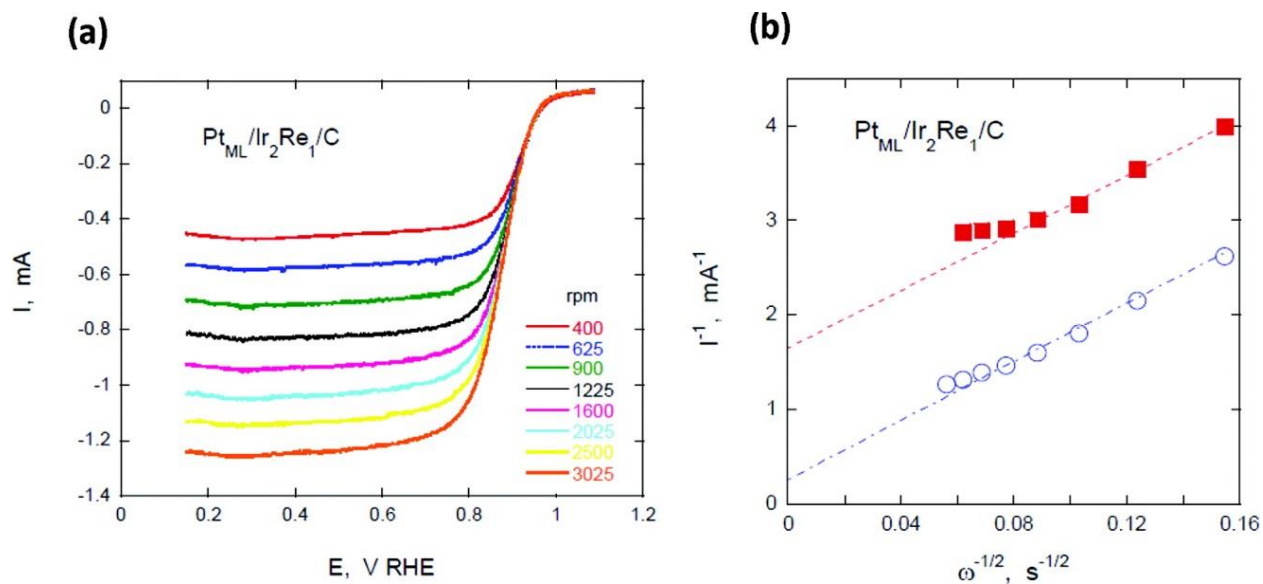 (a)
0
-0.2
-0.4
-0.6
-0.8
-1
-1.2
-1.4
I, mA
Pt_ML/Ir_2Re_1/C
rpm
400
625
900
1225
1600
2025
2500
3025
0 0.2 0.4 0.6 0.8 1 1.2
E, V RHE
(b)
4
3
2
1
0
I^-1, mA^-1
Pt_ML/Ir_2Re_1/C
0 0.04 0.08 0.12 0.16
ω^-1/2, s^-1/2